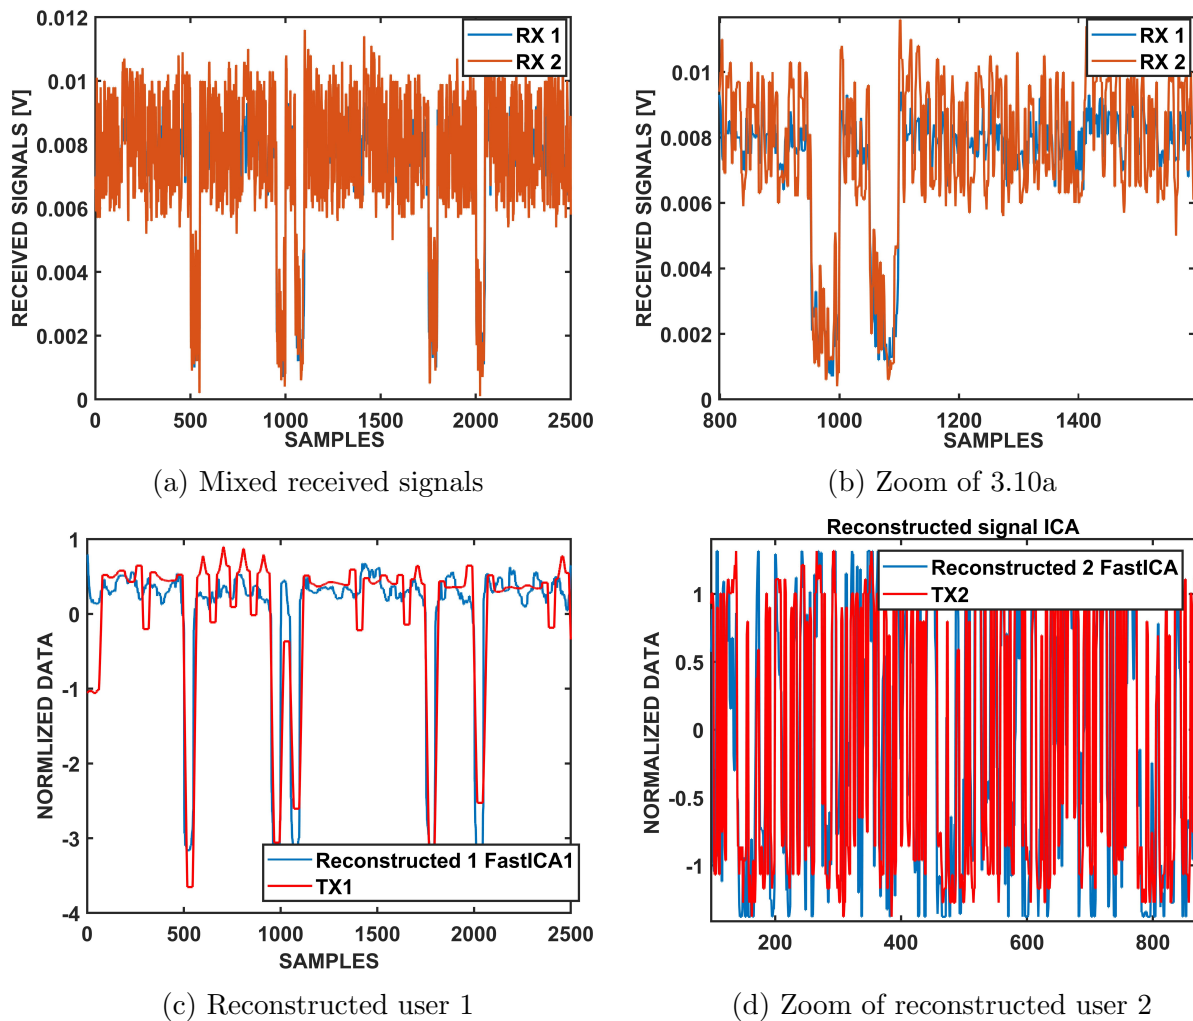 0.012
0.01
0.008
0.006
0.004
0.002
0
RECEIVED SIGNALS [V]
RX 1
RX 2
0 500 1000 1500 2000 2500
SAMPLES
(a) Mixed received signals
0.01
0.008
0.006
0.004
0.002
0
RECEIVED SIGNALS [V]
RX 1
RX 2
800 1000 1200 1400
SAMPLES
(b) Zoom of 3.10a
1
0
-1
-2
-3
-4
NORMLIZED DATA
Reconstructed 1 FastICA1
TX1
0 500 1000 1500 2000 2500
SAMPLES
(c) Reconstructed user 1
Reconstructed signal ICA
1
0.5
0
-0.5
-1
NORMALIZED DATA
Reconstructed 2 FastICA
TX2
200 400 600 800
(d) Zoom of reconstructed user 2